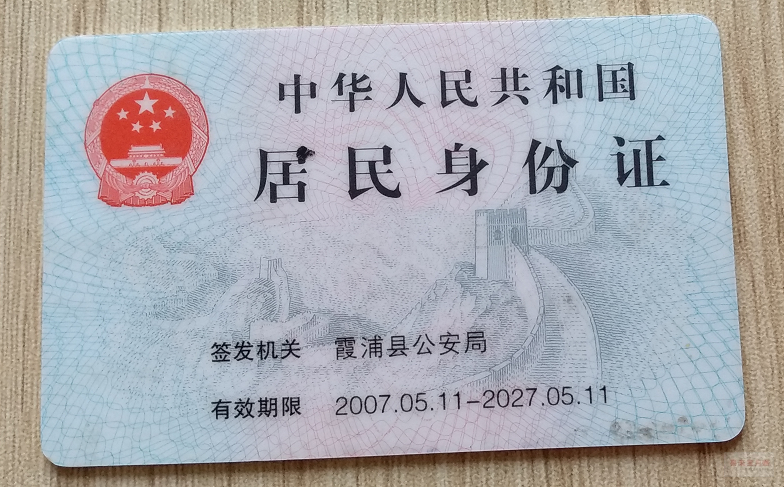 中华人民共和国
居民身份证
签发机关 霞浦县公安局
有效期限 2007.05.11-2027.05.11